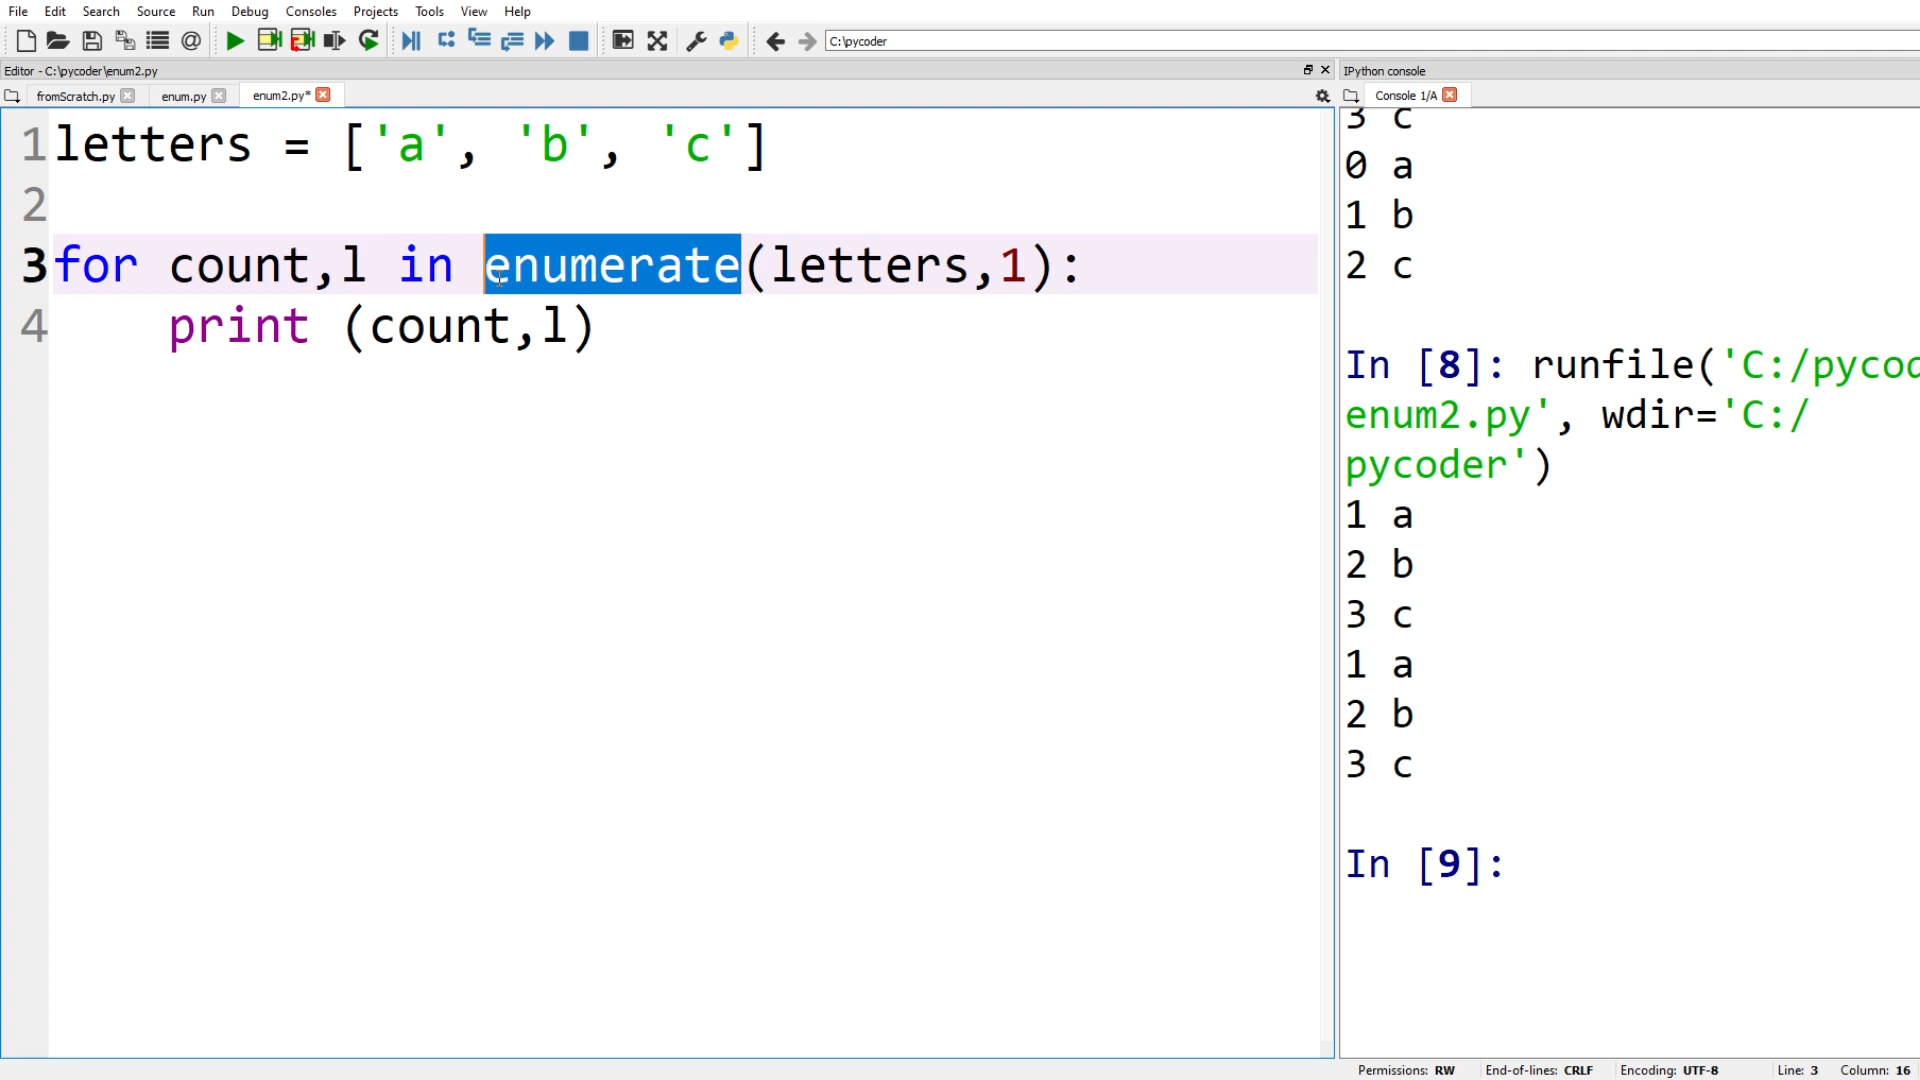 File Edit Search Source Run Debug Consoles Projects Tools View Help
C:\pycoder
Editor - C:\pycoder\enum2.py
IPython console
fromScratch.py enum.py enum2.py*
Console 1/A
1 letters = ['a', 'b', 'c']
2
3 for count,l in enumerate(letters,1):
4 print (count,l)
3 c
0 a
1 b
2 c
In [8]: runfile('C:/pycod
enum2.py', wdir='C:/
pycoder')
1 a
2 b
3 c
1 a
2 b
3 c
In [9]:
Permissions: RW End-of-lines: CRLF Encoding: UTF-8 Line: 3 Column: 16